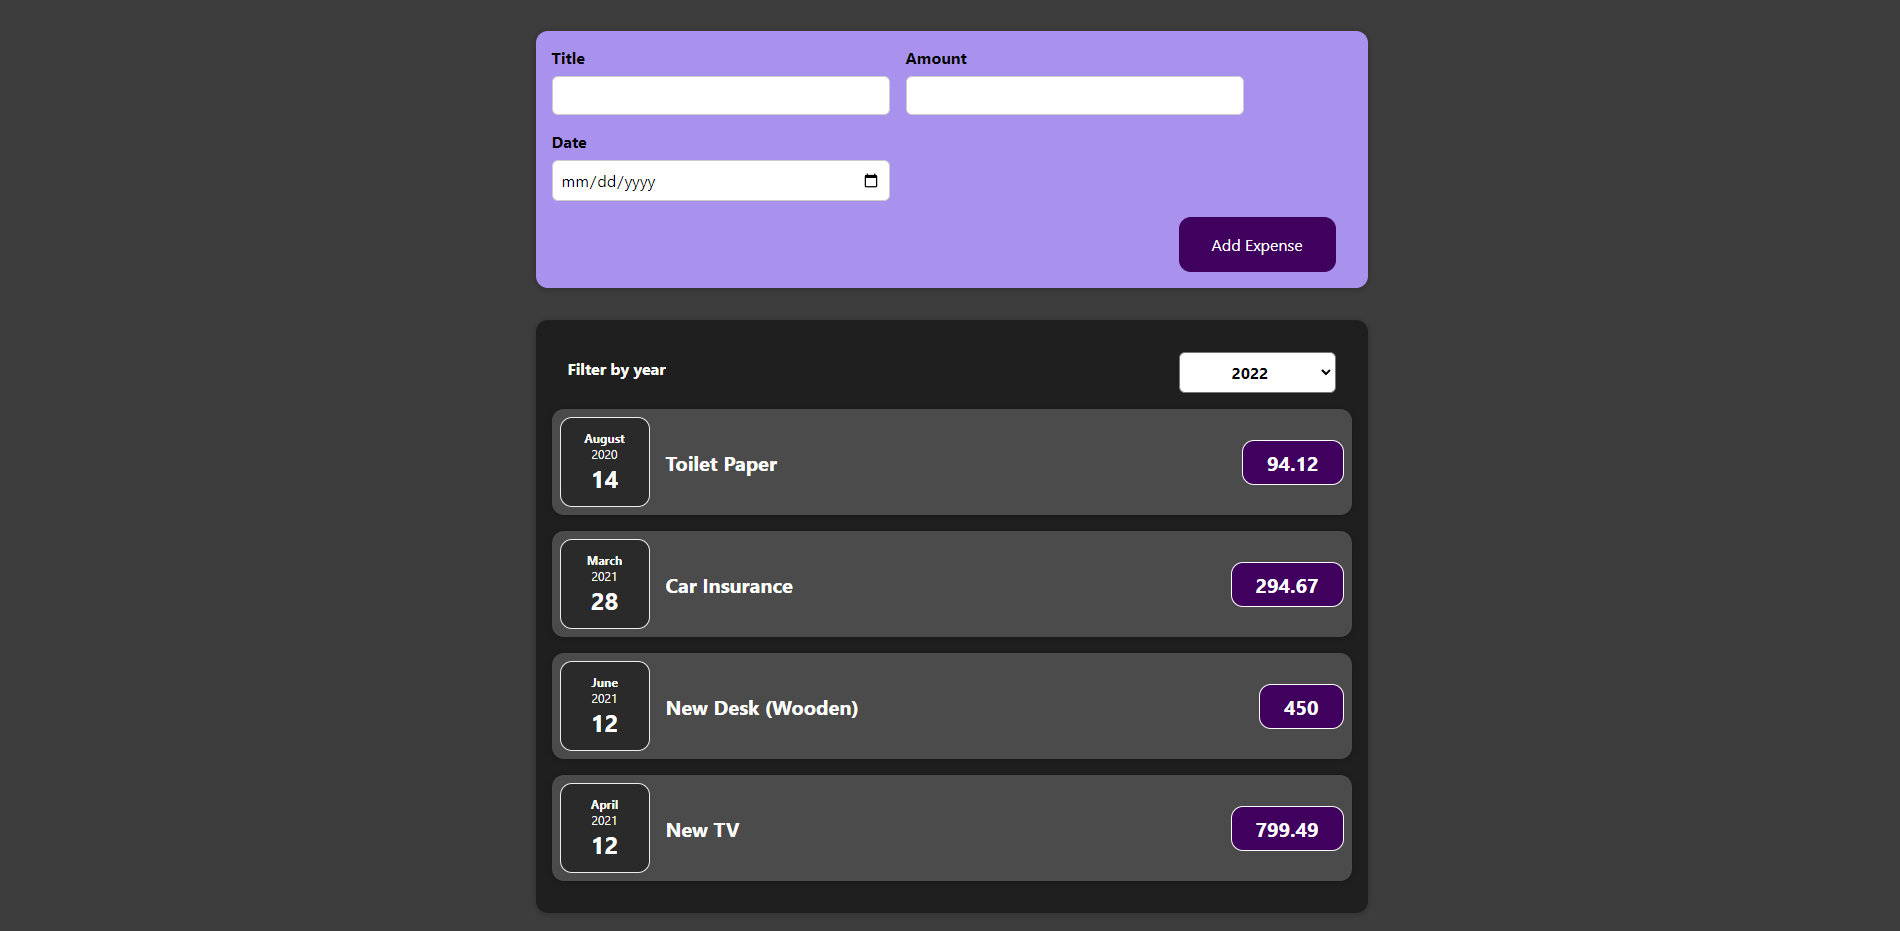 Title
Amount
Date
mm/dd/yyyy
Add Expense
Filter by year
2022
August
2020
14
Toilet Paper
94.12
March
2021
28
Car Insurance
294.67
June
2021
12
New Desk (Wooden)
450
April
2021
12
New TV
799.49